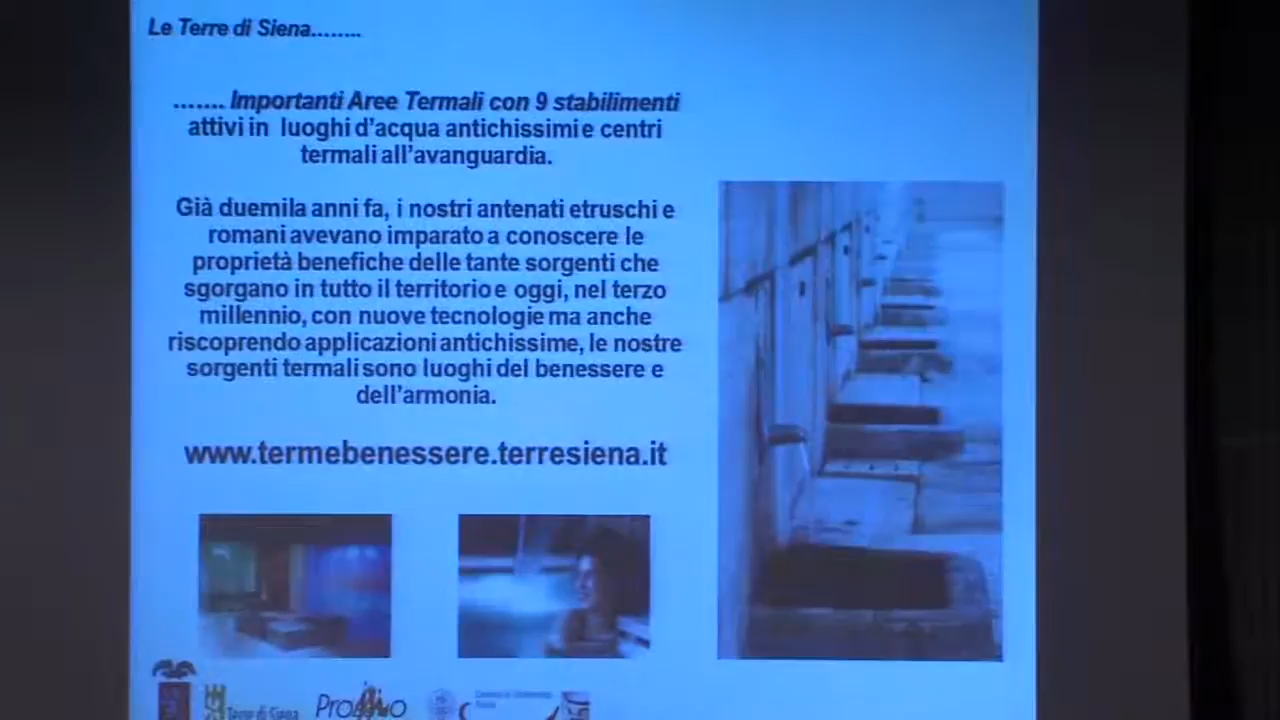 Le Terre di Siena........
....... Importanti Aree Termali con 9 stabilimenti
attivi in luoghi d'acqua antichissimi e centri
termali all'avanguardia.
Già duemila anni fa, i nostri antenati etruschi e
romani avevano imparato a conoscere le
proprietà benefiche delle tante sorgenti che
sgorgano in tutto il territorio e oggi, nel terzo
millennio, con nuove tecnologie ma anche
riscoprendo applicazioni antichissime, le nostre
sorgenti termali sono luoghi del benessere e
dell'armonia.
www.termebenessere.terresiena.it
Terre di Siena